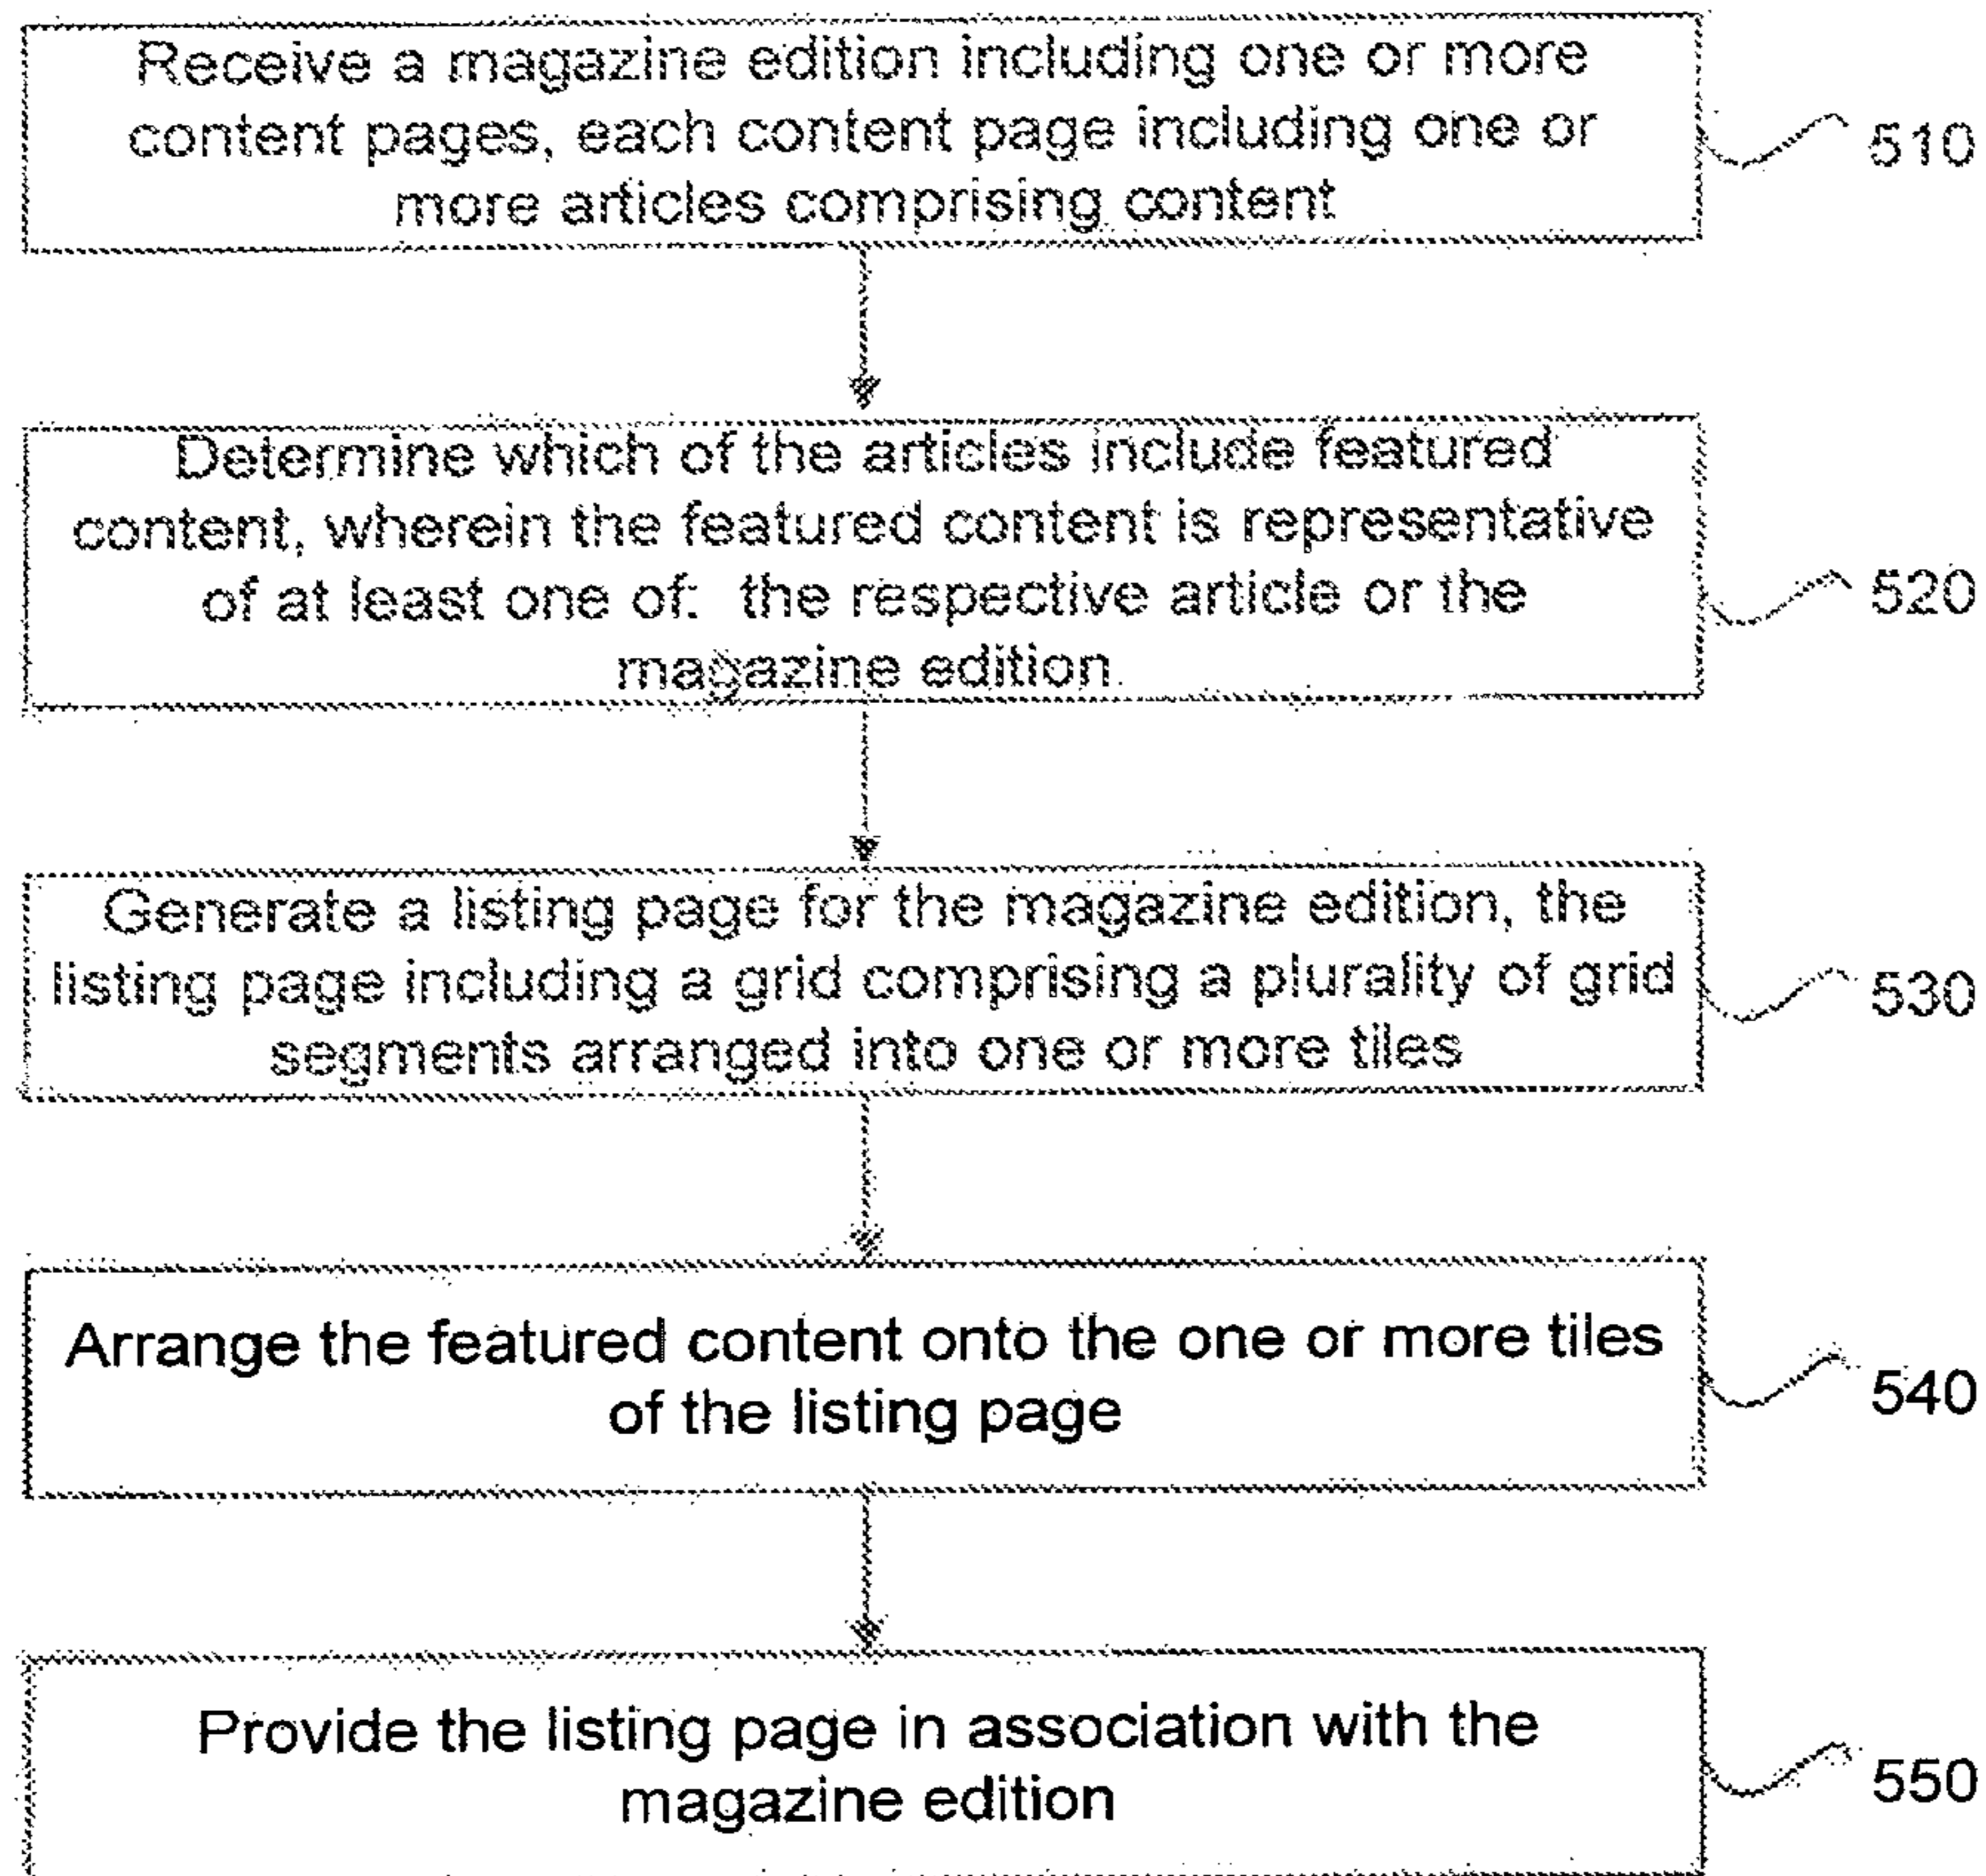 Receive a magazine edition including one or more
content pages, each content page including one or
more articles comprising content
510
Determine which of the articles include featured
content, wherein the featured content is representative
of at least one of: the respective article or the
magazine edition.
520
Generate a listing page for the magazine edition, the
listing page including a grid comprising a plurality of grid
segments arranged into one or more tiles
530
Arrange the featured content onto the one or more tiles
of the listing page
540
Provide the listing page in association with the
magazine edition
550